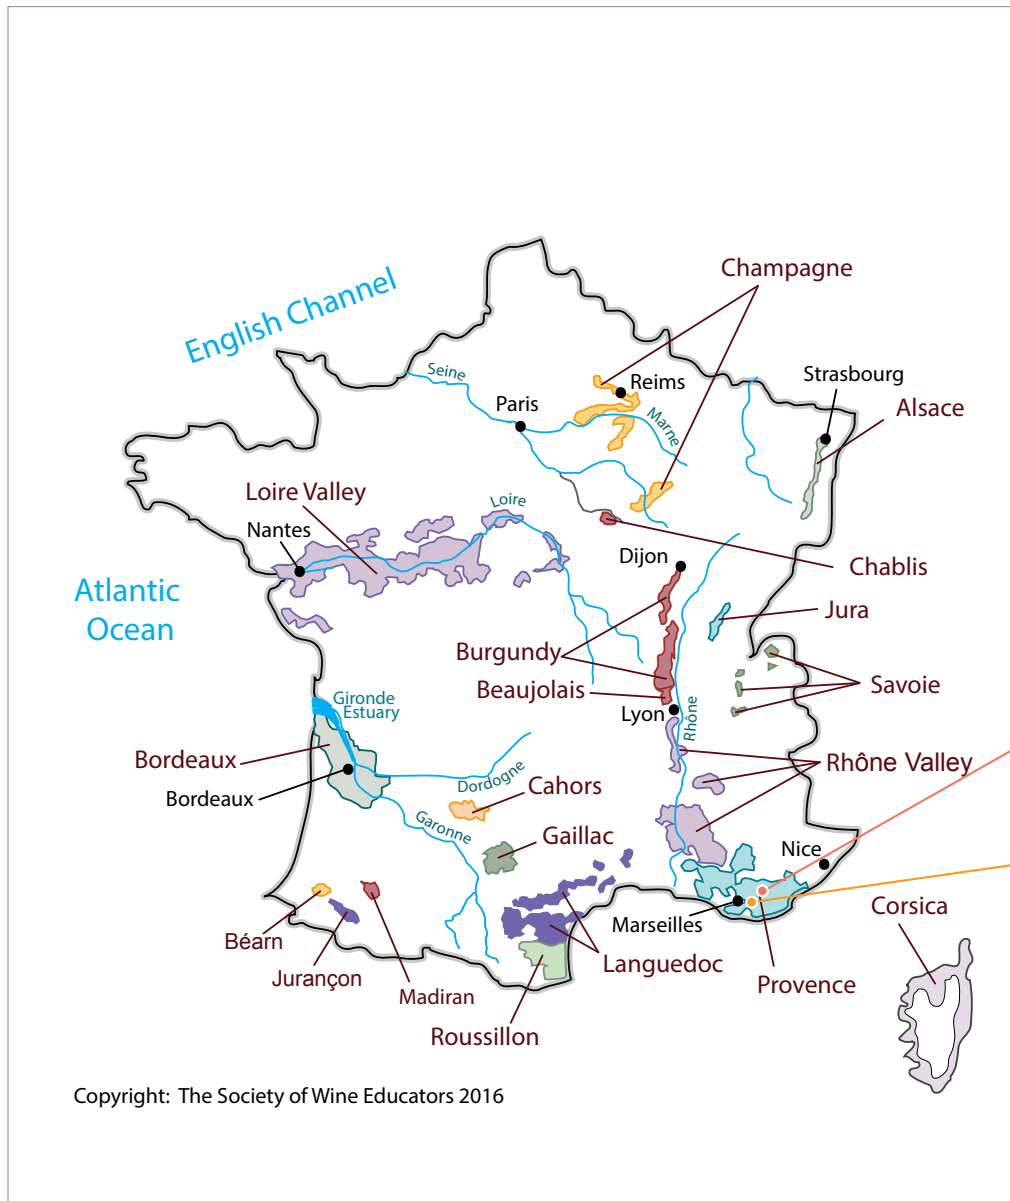 Champagne
English Channel
Seine
Reims
Strasbourg
Paris
Alsace
Marne
Loire Valley
Loire
Nantes
Dijon
Chablis
Atlantic
Ocean
Jura
Burgundy
Savoie
Beaujolais
Gironde
Estuary
Lyon
Rhône
Bordeaux
Rhône Valley
Dordogne
Cahors
Bordeaux
Garonne
Gaillac
Nice
Corsica
Marseilles
Béarn
Languedoc
Jurançon
Provence
Madiran
Roussillon
Copyright: The Society of Wine Educators 2016